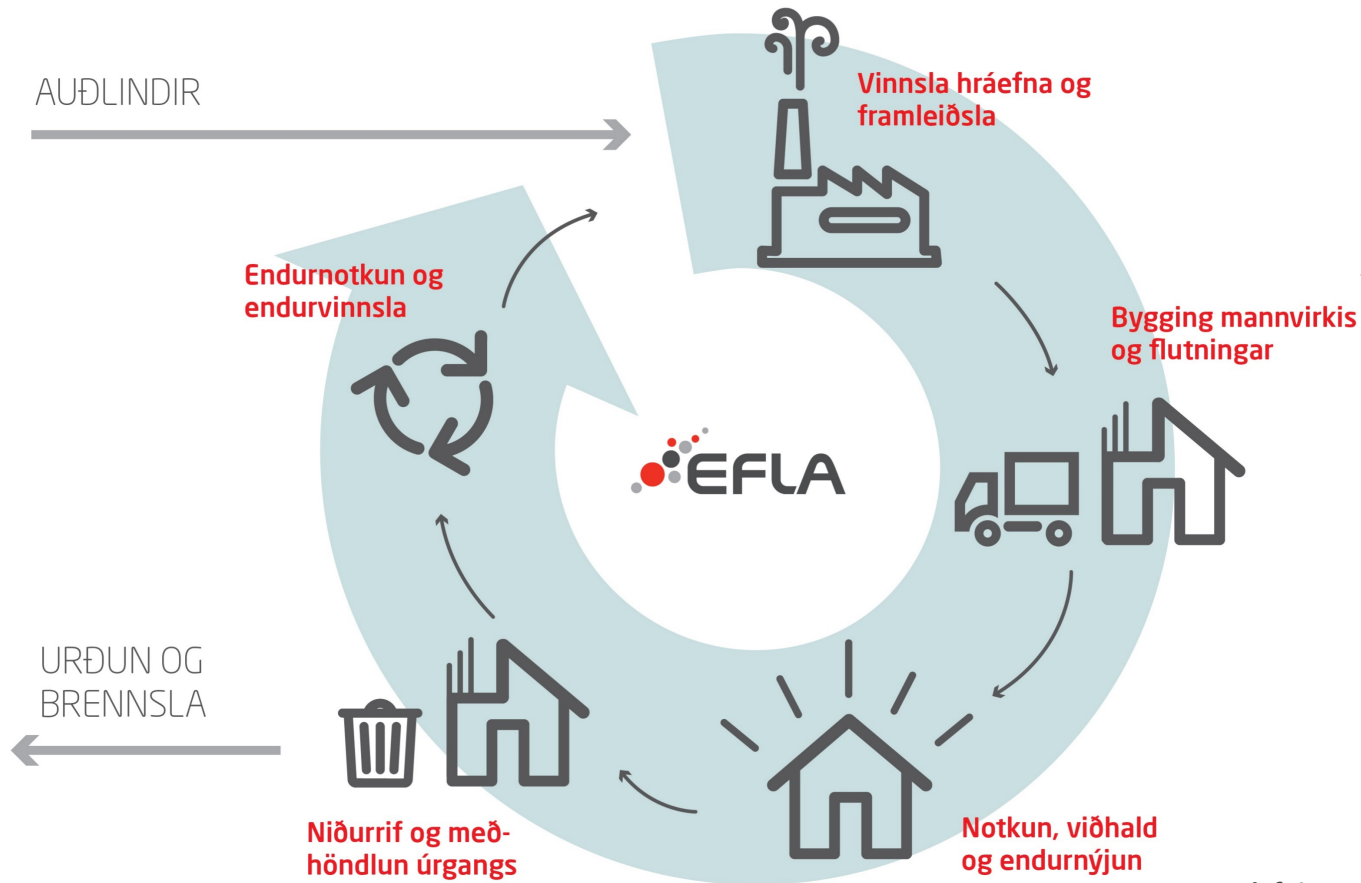 AUÐLINDIR
Vinnsla hráefna og
framleiðsla
Endurnotkun og
endurvinnsla
Bygging mannvirkis
og flutningar
EFLA
URÐUN OG
BRENNSLA
Niðurrif og með-
höndlun úrgangs
Notkun, viðhald
og endurnýjun